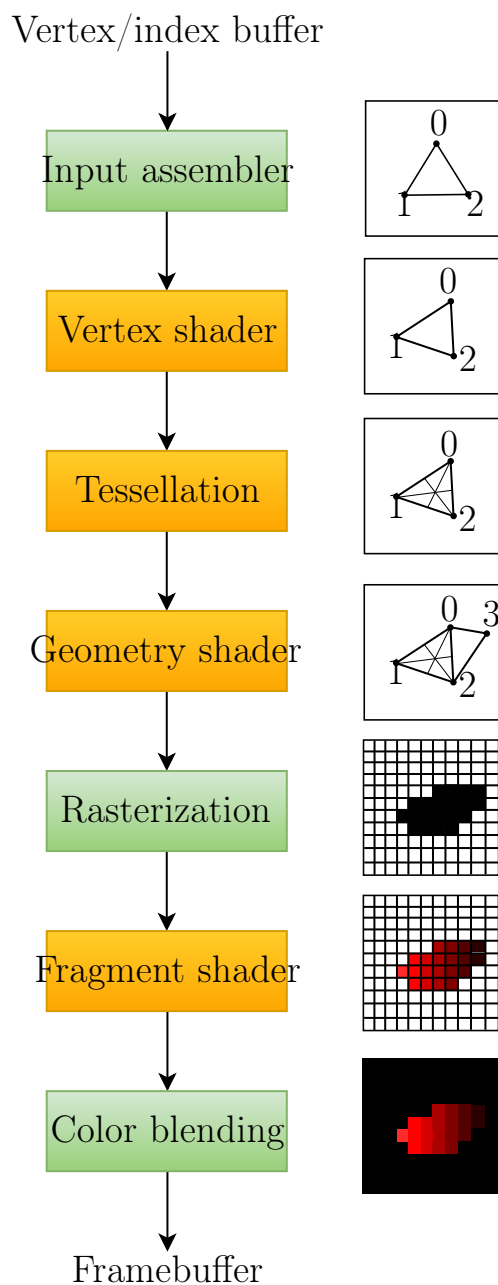 Vertex/index buffer
Input assembler
0
1 2
Vertex shader
0
1
2
Tessellation
0
1
2
Geometry shader
0 3
1
2
Rasterization
Fragment shader
Color blending
Framebuffer